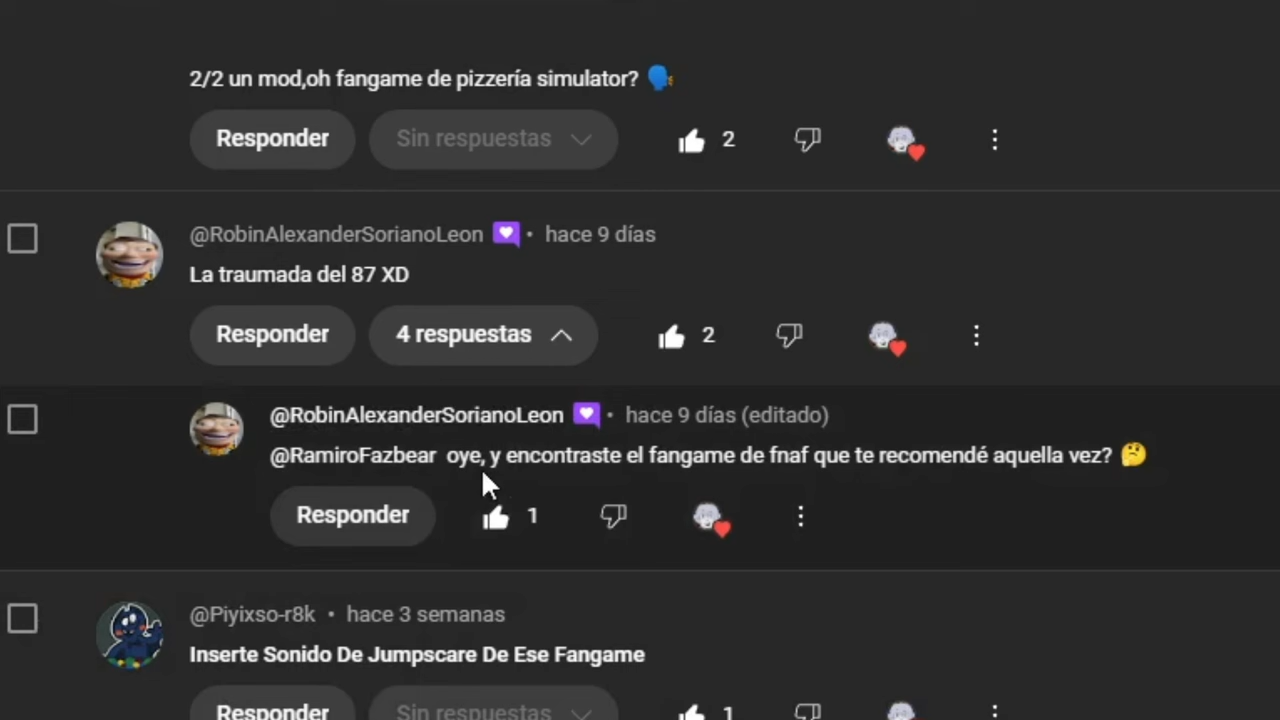 2/2 un mod,oh fangame de pizzería simulator? 🗣️
Responder Sin respuestas 2
@RobinAlexanderSorianoLeon • hace 9 días
La traumada del 87 XD
Responder 4 respuestas 2
@RobinAlexanderSorianoLeon • hace 9 días (editado)
@RamiroFazbear oye, y encontraste el fangame de fnaf que te recomendé aquella vez? 🤔
Responder 1
@Piyixso-r8k • hace 3 semanas
Inserte Sonido De Jumpscare De Ese Fangame
Responder Sin respuestas 1